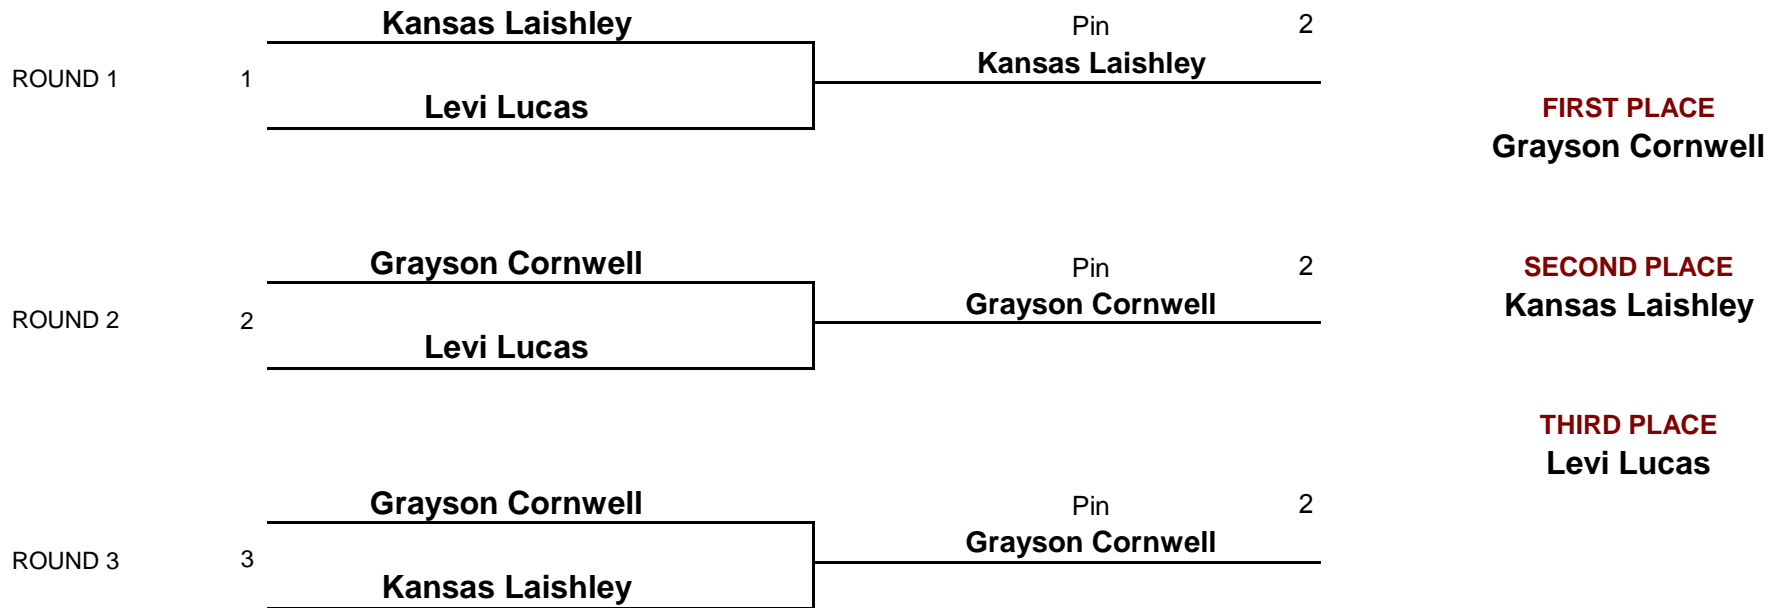 Kansas Laishley
Pin 2
Kansas Laishley
ROUND 1 1
Levi Lucas
FIRST PLACE
Grayson Cornwell
Grayson Cornwell
Pin 2
SECOND PLACE
Grayson Cornwell
Kansas Laishley
ROUND 2 2
Levi Lucas
THIRD PLACE
Levi Lucas
Grayson Cornwell
Pin 2
Grayson Cornwell
ROUND 3 3
Kansas Laishley